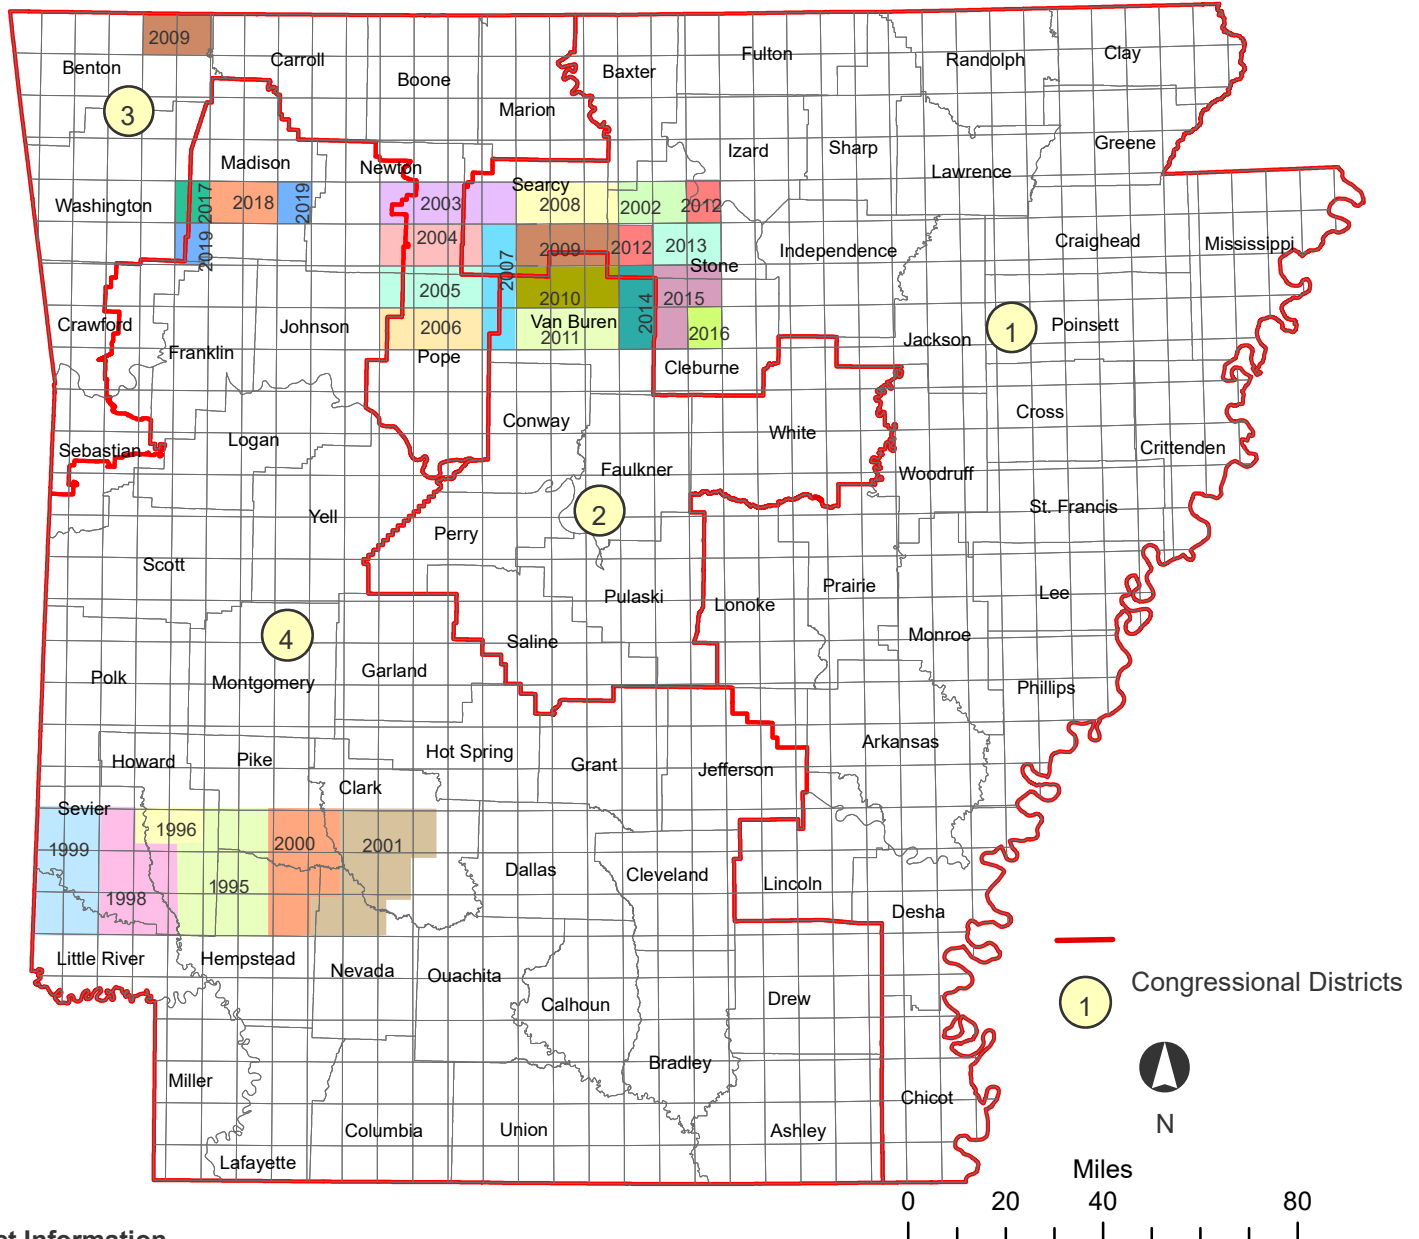 2009
Benton
Carroll
Boone
Baxter
Fulton
Randolph
Clay
3
Marion
Izard
Sharp
Greene
Madison
Newton
Lawrence
Washington
2017
2018
2019
2003
Searcy
2008
2002
2012
2019
2004
2007
2009
2012
2013
Stone
Independence
Craighead
Mississippi
2005
2010
2014
2015
Crawford
Johnson
2006
Van Buren
2011
2016
1
Poinsett
Franklin
Pope
Cleburne
Jackson
Conway
White
Cross
Sebastian
Logan
Faulkner
Woodruff
Crittenden
Yell
Perry
2
St. Francis
Scott
Pulaski
Lonoke
Prairie
Lee
4
Saline
Monroe
Polk
Montgomery
Garland
Phillips
Howard
Pike
Hot Spring
Grant
Jefferson
Arkansas
Clark
Sevier
1996
1999
2000
2001
1998
1995
Dallas
Cleveland
Lincoln
Desha
Little River
Hempstead
Nevada
Ouachita
Calhoun
Drew
Congressional Districts
1
Miller
Bradley
Chicot
N
Columbia
Union
Ashley
Lafayette
Miles
0 20 40 80
ct Information